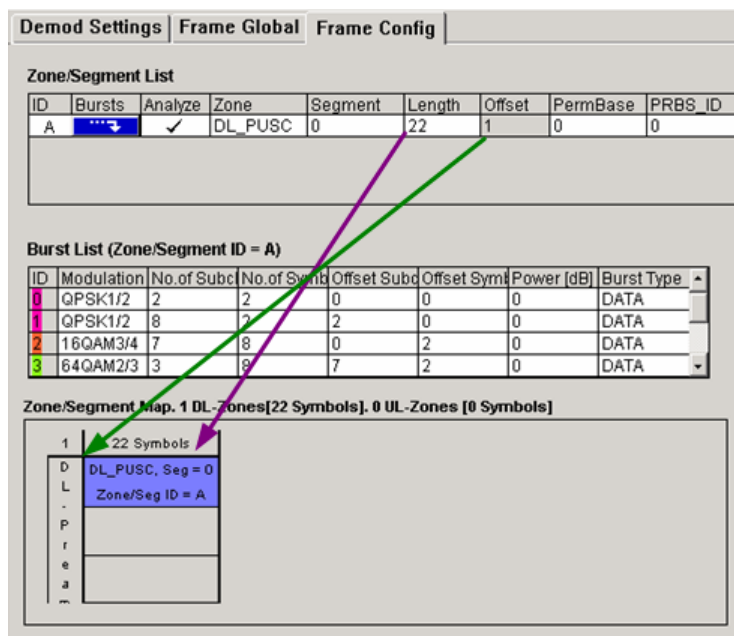 Demod Settings Frame Global Frame Config
Zone/Segment List
ID Bursts Analyze Zone Segment Length Offset PermBase PRBS_ID
A DL_PUSC 0 22 1 0 0
Burst List (Zone/Segment ID = A)
ID Modulation No.of Subcl No.of Symb Offset Subc Offset Symb Power [dB] Burst Type
0 QPSK1/2 2 2 0 0 0 DATA
1 QPSK1/2 8 2 2 0 0 DATA
2 16QAM3/4 7 8 0 2 0 DATA
3 64QAM2/3 3 8 7 2 0 DATA
Zone/Segment Map. 1 DL-Zones[22 Symbols]. 0 UL-Zones [0 Symbols]
1 22 Symbols
DL-Pream
DL_PUSC, Seg = 0
Zone/Seg ID = A